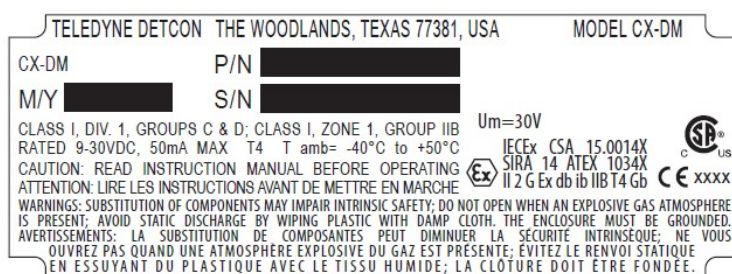 TELEDYNE DETCON THE WOODLANDS, TEXAS 77381, USA MODEL CX-DM
CX-DM P/N
M/Y S/N
CLASS I, DIV. 1, GROUPS C & D; CLASS I, ZONE 1, GROUP IIB
RATED 9-30VDC, 50mA MAX T4 T amb= -40°C to +50°C
CAUTION: READ INSTRUCTION MANUAL BEFORE OPERATING
ATTENTION: LIRE LES INSTRUCTIONS AVANT DE METTRE EN MARCHE
Um=30V
IECEx CSA 15.0014X
SIRA 14 ATEX 1034X
Ex II 2 G Ex db ib IIB T4 Gb
C SA US
CE xxxx
WARNINGS: SUBSTITUTION OF COMPONENTS MAY IMPAIR INTRINSIC SAFETY; DO NOT OPEN WHEN AN EXPLOSIVE GAS ATMOSPHERE
IS PRESENT; AVOID STATIC DISCHARGE BY WIPING PLASTIC WITH DAMP CLOTH. THE ENCLOSURE MUST BE GROUNDED.
AVERTISSEMENTS: LA SUBSTITUTION DE COMPOSANTES PEUT DIMINUER LA SÉCURITÉ INTRINSÈQUE; NE VOUS
OUVREZ PAS QUAND UNE ATMOSPHÈRE EXPLOSIVE DU GAZ EST PRÉSENTE; ÉVITEZ LE RENVOI STATIQUE
EN ESSUYANT DU PLASTIQUE AVEC LE TISSU HUMIDE; LA CLÔTURE DOIT ÊTRE FONDÉE.